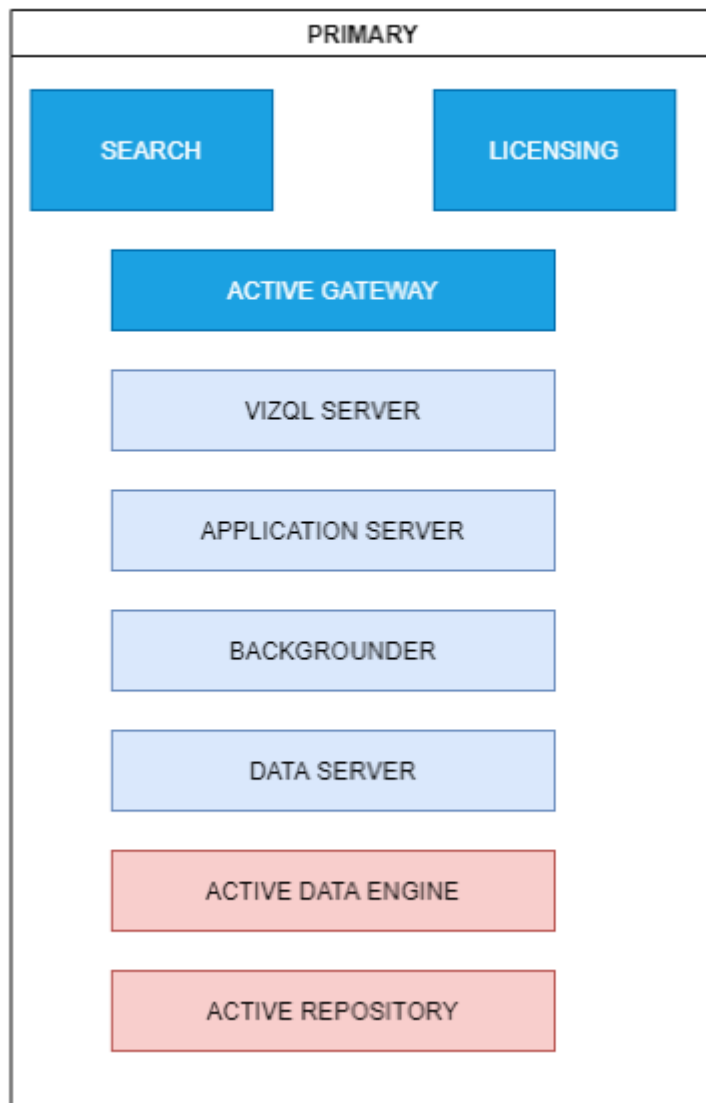 PRIMARY
SEARCH
LICENSING
ACTIVE GATEWAY
VIZQL SERVER
APPLICATION SERVER
BACKGROUNDER
DATA SERVER
ACTIVE DATA ENGINE
ACTIVE REPOSITORY